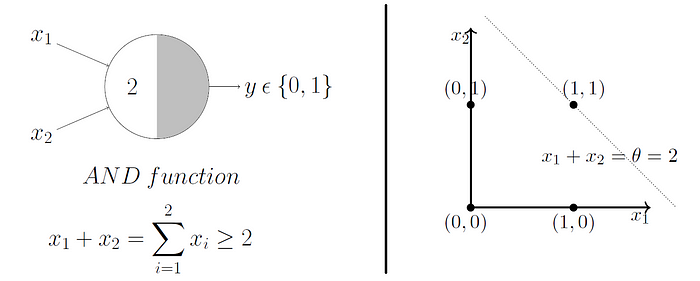 x₁
2
y ϵ {0, 1}
x₂
AND function
x₁ + x₂ = ∑²ᵢ₌₁ xᵢ ≥ 2
x₂
(0, 1)
(1, 1)
x₁ + x₂ = θ = 2
(0, 0)
(1, 0)
x₁